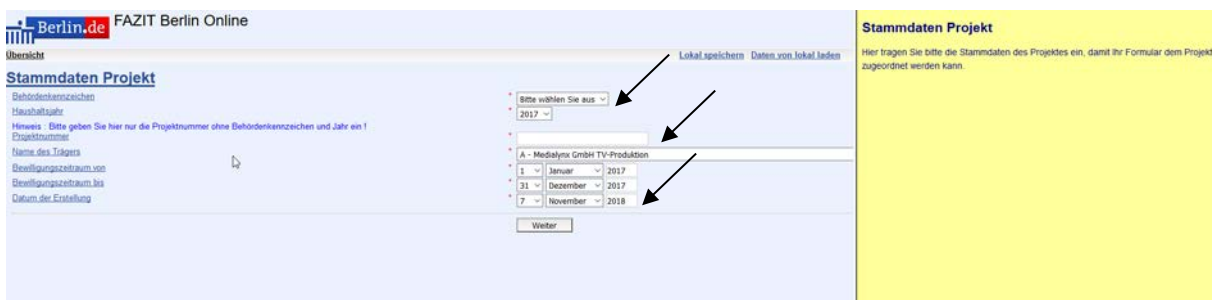 Berlin.de FAZIT Berlin Online
Übersicht
Lokal speichern Daten von lokal laden
Stammdaten Projekt
Behördenkennzeichen * Bitte wählen Sie aus
Haushaltsjahr * 2017
Hinweis : Bitte geben Sie hier nur die Projektnummer ohne Behördenkennzeichen und Jahr ein !
Projektnummer *
Name des Trägers * A - Medialynx GmbH TV-Produktion
Bewilligungszeitraum von * 1 Januar 2017
Bewilligungszeitraum bis * 31 Dezember 2017
Datum der Erstellung * 7 November 2018
Weiter
Stammdaten Projekt
Hier tragen Sie bitte die Stammdaten des Projektes ein, damit Ihr Formular dem Projekt
zugeordnet werden kann.